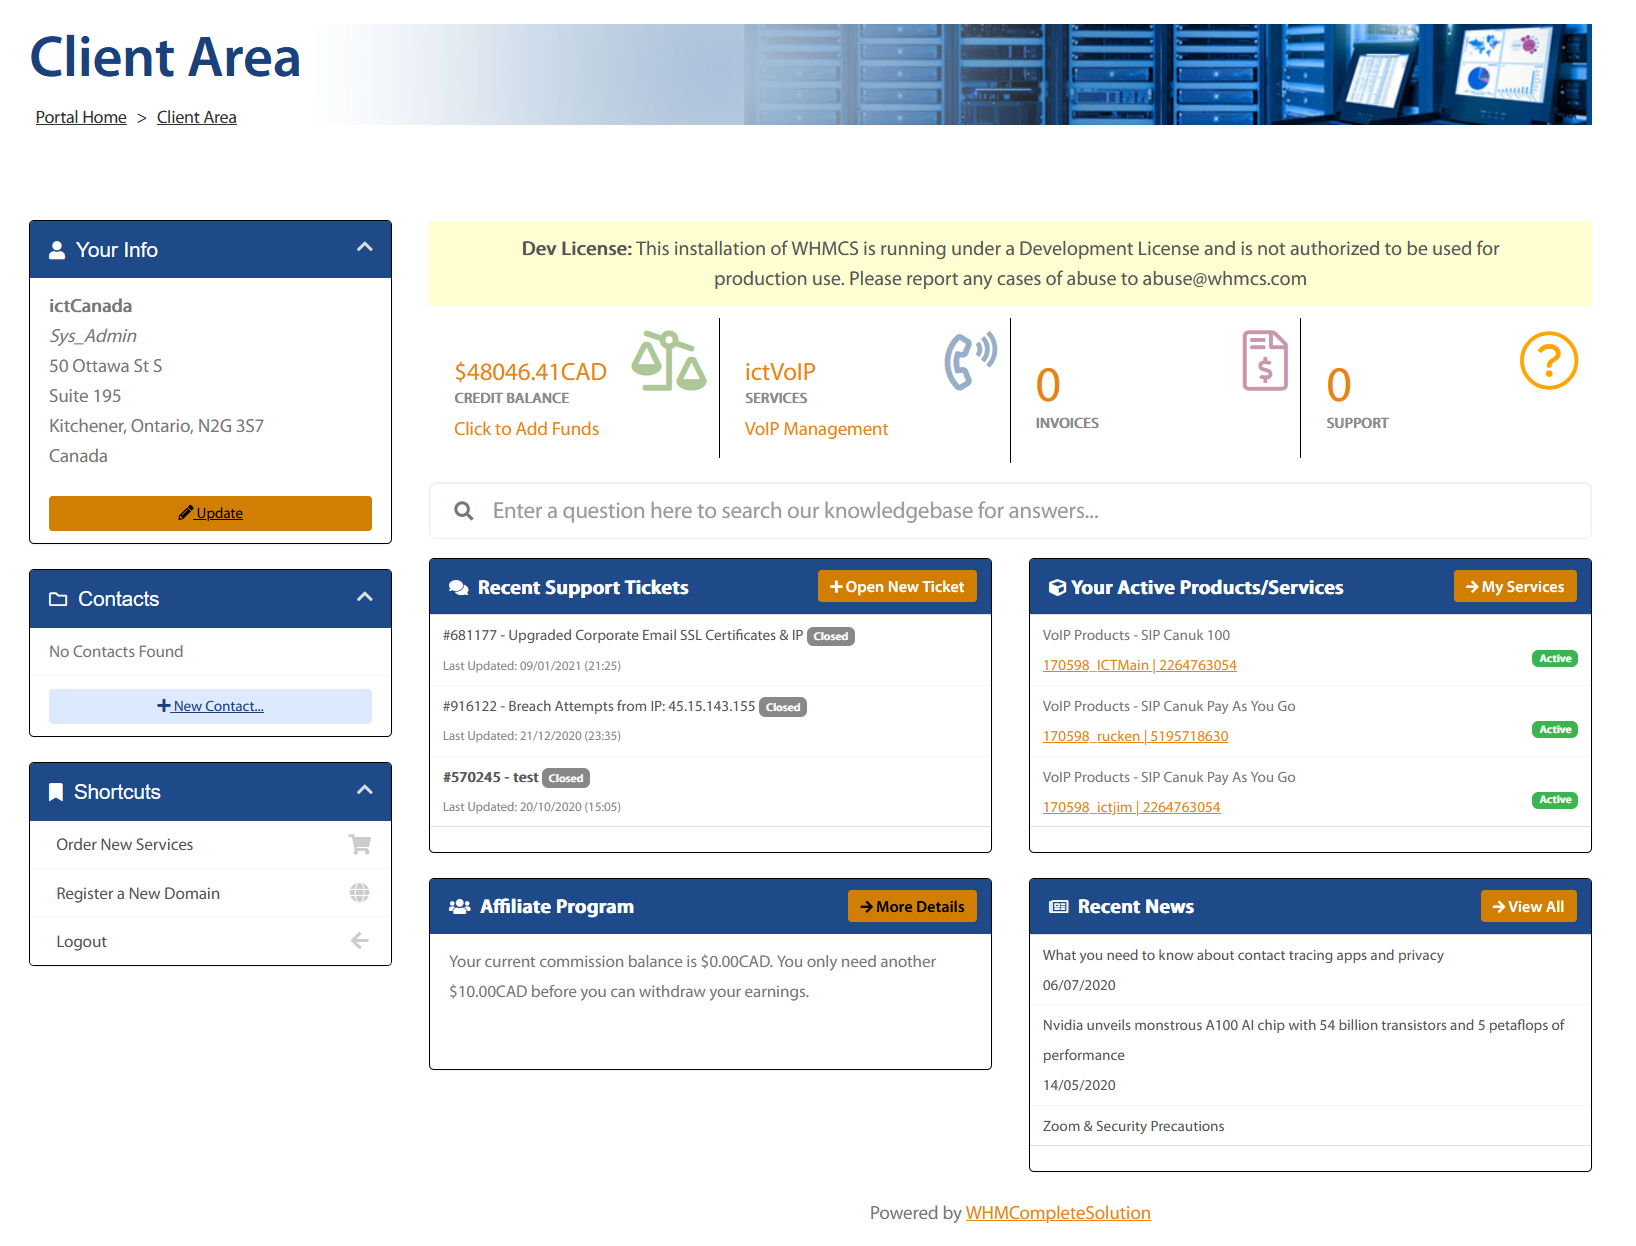 Client Area
Portal Home > Client Area
Your Info
ictCanada
Sys_Admin
50 Ottawa St S
Suite 195
Kitchener, Ontario, N2G 3S7
Canada
Update
Contacts
No Contacts Found
New Contact...
Shortcuts
Order New Services
Register a New Domain
Logout
Dev License: This installation of WHMCS is running under a Development License and is not authorized to be used for
production use. Please report any cases of abuse to abuse@whmcs.com
$48046.41CAD
CREDIT BALANCE
Click to Add Funds
ictVoIP
SERVICES
VoIP Management
0
INVOICES
0
SUPPORT
Enter a question here to search our knowledgebase for answers...
Recent Support Tickets
Open New Ticket
#681177 - Upgraded Corporate Email SSL Certificates & IP Closed
Last Updated: 09/01/2021 (21:25)
#916122 - Breach Attempts from IP: 45.15.143.155 Closed
Last Updated: 21/12/2020 (23:35)
#570245 - test Closed
Last Updated: 20/10/2020 (15:05)
Your Active Products/Services
My Services
VoIP Products - SIP Canuk 100
170598_ICTMain | 2264763054
Active
VoIP Products - SIP Canuk Pay As You Go
170598_rucken | 5195718630
Active
VoIP Products - SIP Canuk Pay As You Go
170598_ictjim | 2264763054
Active
Affiliate Program
More Details
Your current commission balance is $0.00CAD. You only need another
$10.00CAD before you can withdraw your earnings.
Recent News
View All
What you need to know about contact tracing apps and privacy
06/07/2020
Nvidia unveils monstrous A100 AI chip with 54 billion transistors and 5 petaflops of
performance
14/05/2020
Zoom & Security Precautions
Powered by WHMCompleteSolution